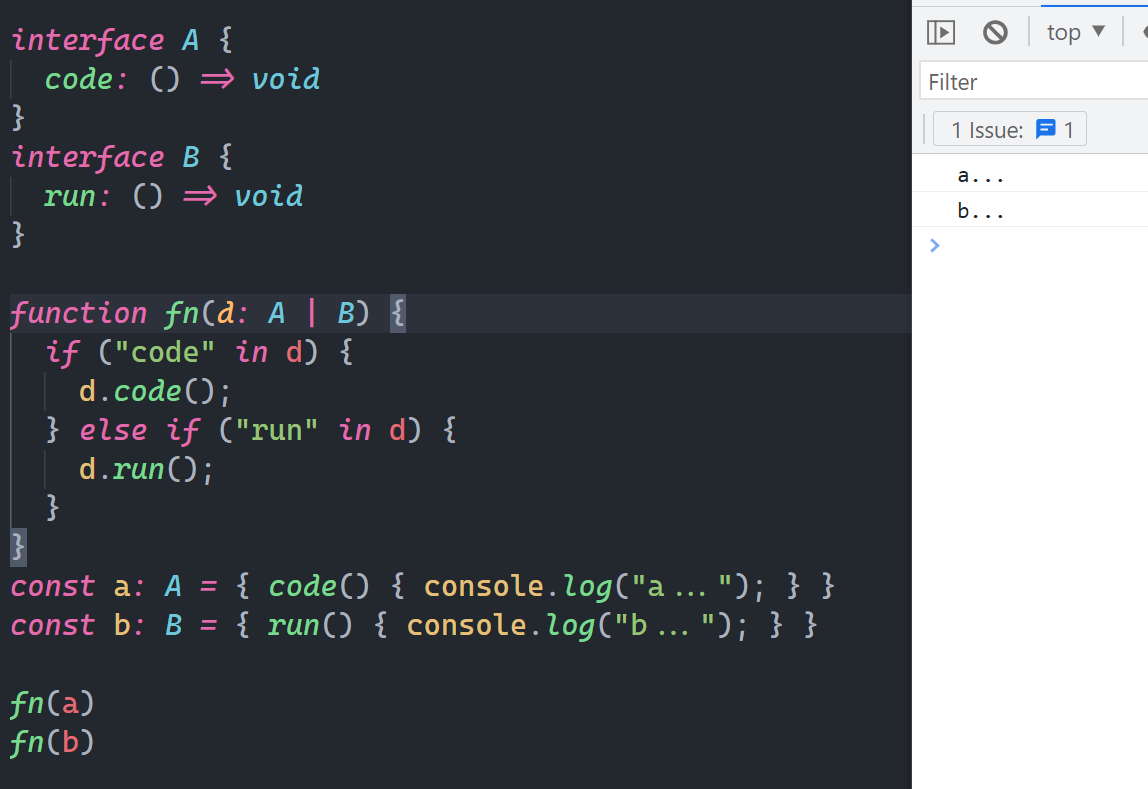 interface A {
  code: () => void
}
interface B {
  run: () => void
}
function fn(d: A | B) {
  if ("code" in d) {
    d.code();
  } else if ("run" in d) {
    d.run();
  }
}
const a: A = { code() { console.log("a..."); } }
const b: B = { run() { console.log("b..."); } }
fn(a)
fn(b)
top ▼
Filter
1 Issue: 1
a...
b...
>